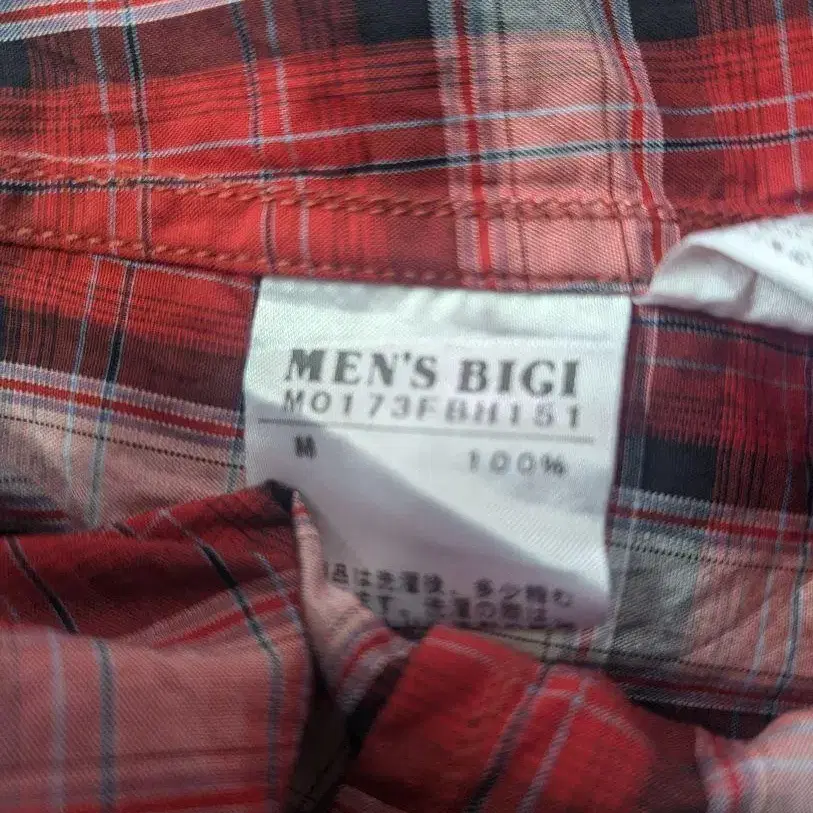 MEN'S BIGI
M0173FBH151
M 100%
品は洗濯後、多少縮む
ます。洗濯の際は